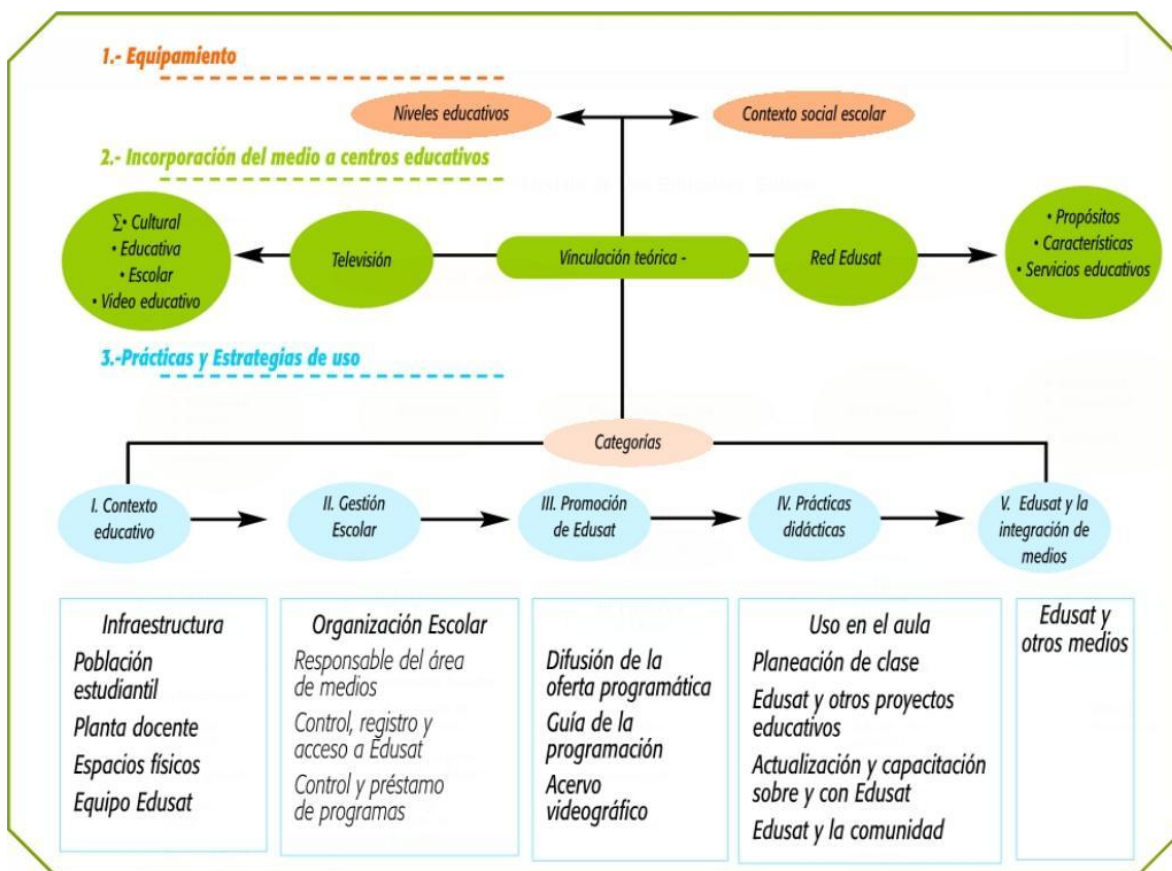 1.- Equipamiento
Niveles educativos
Contexto social escolar
2.- Incorporación del medio a centros educativos
∑• Cultural
• Educativa
• Escolar
• Video educativo
Televisión
Vinculación teórica -
Red Edusat
• Propósitos
• Características
• Servicios educativos
3.-Prácticas y Estrategias de uso
Categorías
I. Contexto
educativo
II. Gestión
Escolar
III. Promoción
de Edusat
IV. Prácticas
didácticas
V. Edusat y la
integración de
medios
Infraestructura
Población
estudiantil
Planta docente
Espacios físicos
Equipo Edusat
Organización Escolar
Responsable del área
de medios
Control, registro y
acceso a Edusat
Control y préstamo
de programas
Difusión de la
oferta programática
Guía de la
programación
Acervo
videográfico
Uso en el aula
Planeación de clase
Edusat y otros proyectos
educativos
Actualización y capacitación
sobre y con Edusat
Edusat y la comunidad
Edusat y
otros medios